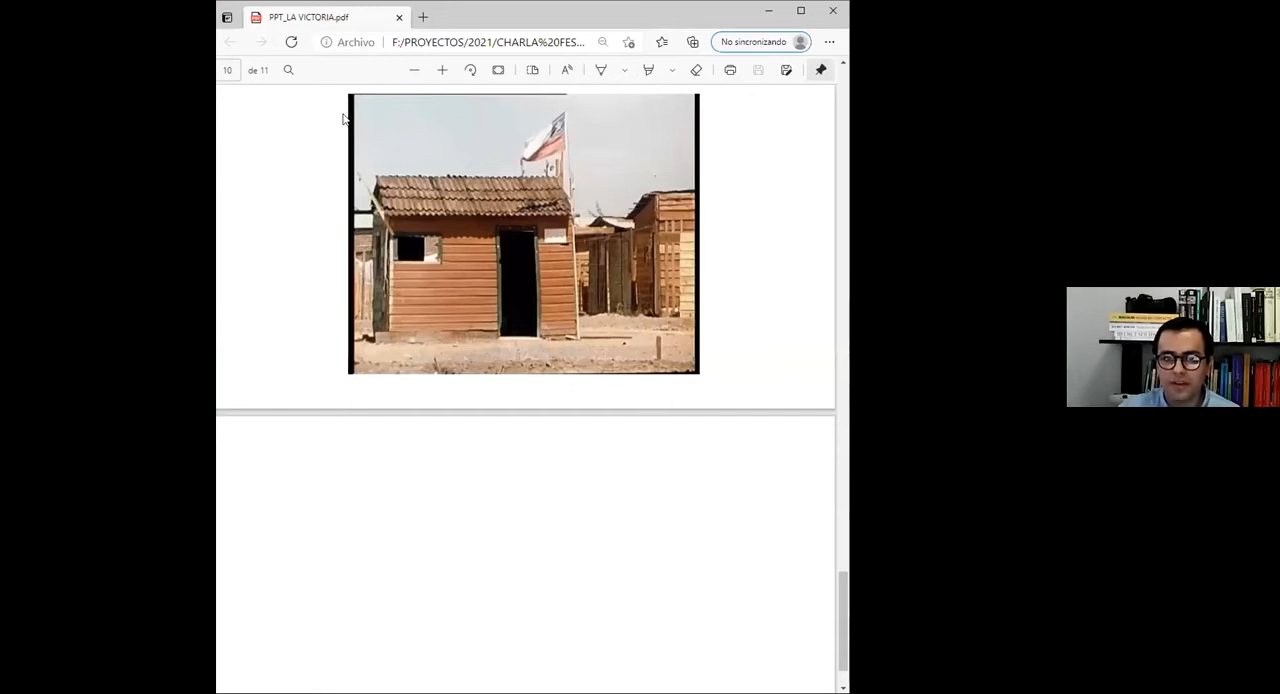 PPT_LA VICTORIA.pdf
Archivo
F:/PROYECTOS/2021/CHARLA%20FES...
No sincronizando
10 de 11